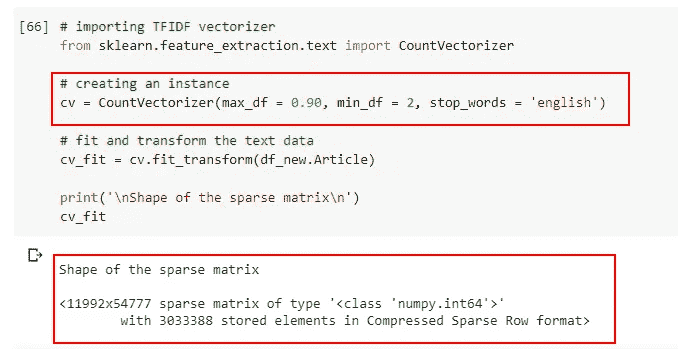 [66] # importing TFIDF vectorizer
from sklearn.feature_extraction.text import CountVectorizer
# creating an instance
cv = CountVectorizer(max_df = 0.90, min_df = 2, stop_words = 'english')
# fit and transform the text data
cv_fit = cv.fit_transform(df_new.Article)
print('\nShape of the sparse matrix\n')
cv_fit
Shape of the sparse matrix
<11992x54777 sparse matrix of type '<class 'numpy.int64'>'
with 3033388 stored elements in Compressed Sparse Row format>